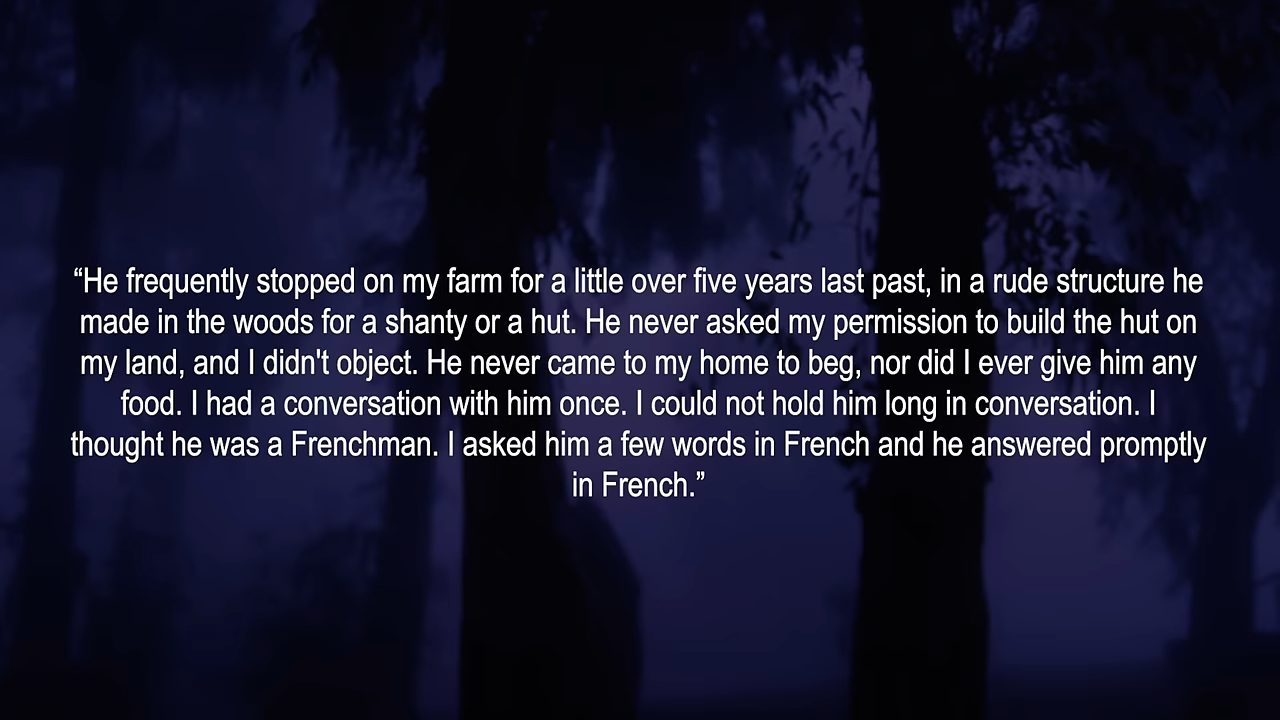 “He frequently stopped on my farm for a little over five years last past, in a rude structure he
made in the woods for a shanty or a hut. He never asked my permission to build the hut on
my land, and I didn't object. He never came to my home to beg, nor did I ever give him any
food. I had a conversation with him once. I could not hold him long in conversation. I
thought he was a Frenchman. I asked him a few words in French and he answered promptly
in French.”